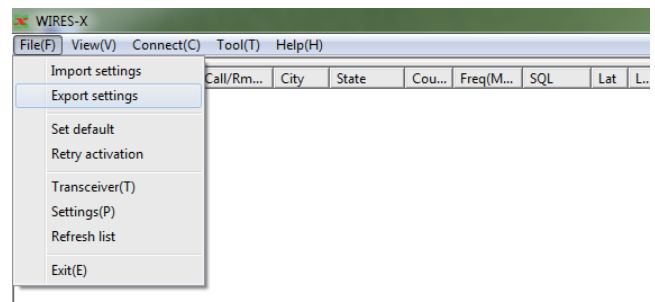 WIRES-X
File(F) View(V) Connect(C) Tool(T) Help(H)
Call/Rm... City State Cou... Freq(M... SQL Lat L...
Import settings
Export settings
Set default
Retry activation
Transceiver(T)
Settings(P)
Refresh list
Exit(E)